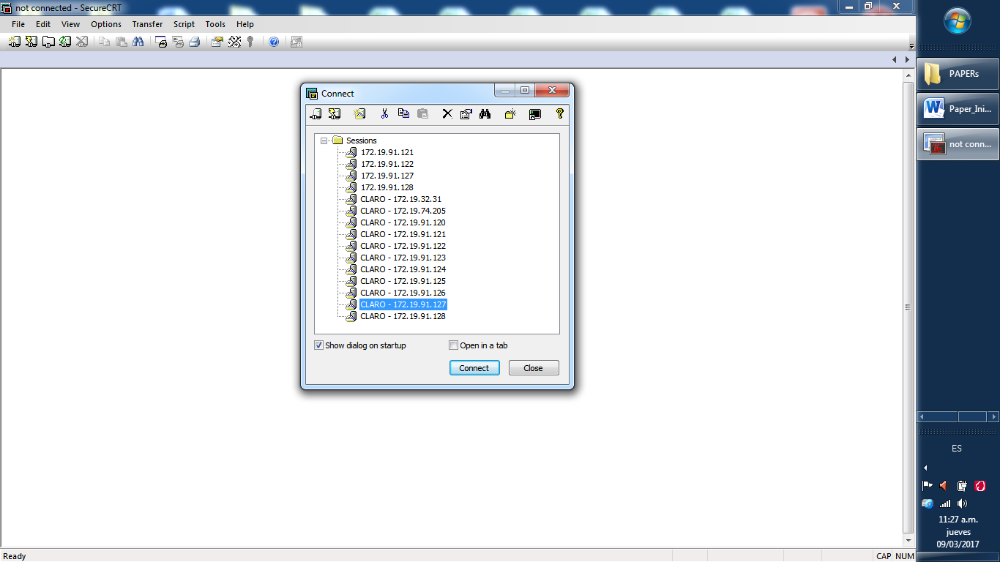 not connected - SecureCRT
File Edit View Options Transfer Script Tools Help
Connect
Sessions
172.19.91.121
172.19.91.122
172.19.91.127
172.19.91.128
CLARO - 172.19.32.31
CLARO - 172.19.74.205
CLARO - 172.19.91.120
CLARO - 172.19.91.121
CLARO - 172.19.91.122
CLARO - 172.19.91.123
CLARO - 172.19.91.124
CLARO - 172.19.91.125
CLARO - 172.19.91.126
CLARO - 172.19.91.127
CLARO - 172.19.91.128
Show dialog on startup Open in a tab
Connect Close
Ready CAP NUM
PAPERs
Paper_Ini...
not conn...
ES
11:27 a.m.
jueves
09/03/2017